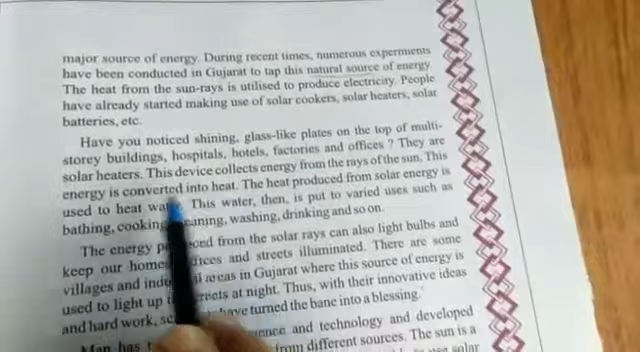 major source of energy. During recent times, numerous experments
have been conducted in Gujarat to tap this natural source of energy.
The heat from the sun-rays is utilised to produce electricity. People
have already started making use of solar cookers, solar heaters, solar
batteries, etc.
Have you noticed shining, glass-like plates on the top of multi-
storey buildings, hospitals, hotels, factories and offices ? They are
solar heaters. This device collects energy from the rays of the sun. This
energy is converted into heat. The heat produced from solar energy is
used to heat This water, then, is put to varied uses such as
bathing, cooking washing, drinking and so on.
The energy from the solar rays can also light bulbs and
keep our and streets illuminated. There are some
villages and areas in Gujarat where this source of energy is
used to light up at night. Thus, with their innovative ideas
and hard work, have turned the bane into a blessing.
Man has and technology and developed
from different sources. The sun is a
solar